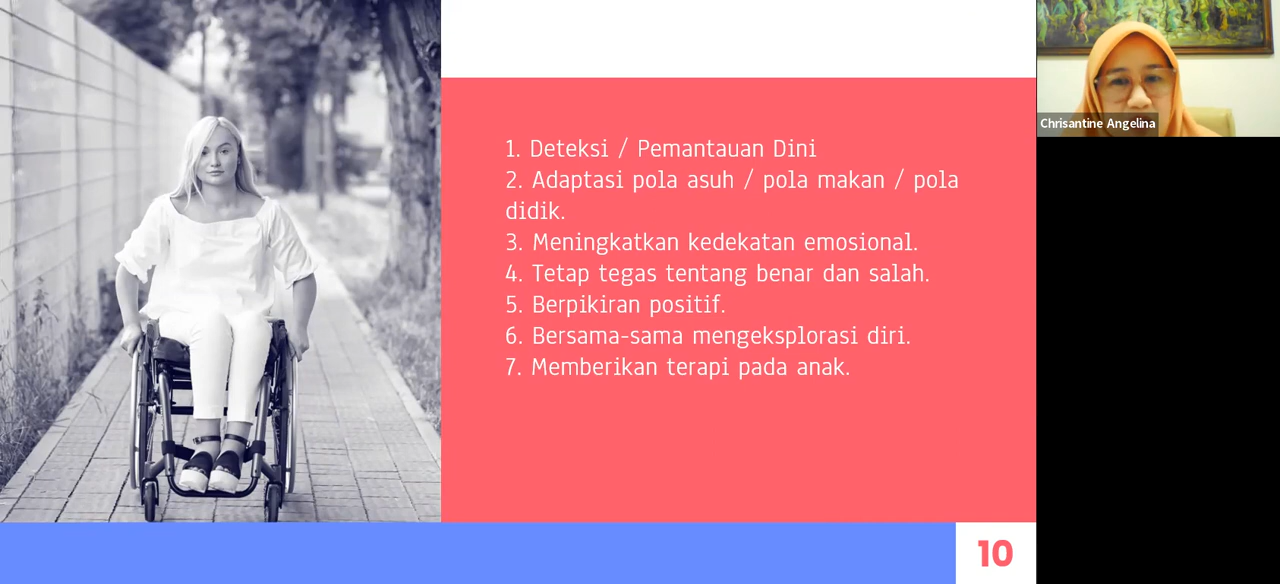 1. Deteksi / Pemantauan Dini
2. Adaptasi pola asuh / pola makan / pola
didik.
3. Meningkatkan kedekatan emosional.
4. Tetap tegas tentang benar dan salah.
5. Berpikiran positif.
6. Bersama-sama mengeksplorasi diri.
7. Memberikan terapi pada anak.
10
Chrisantine Angelina